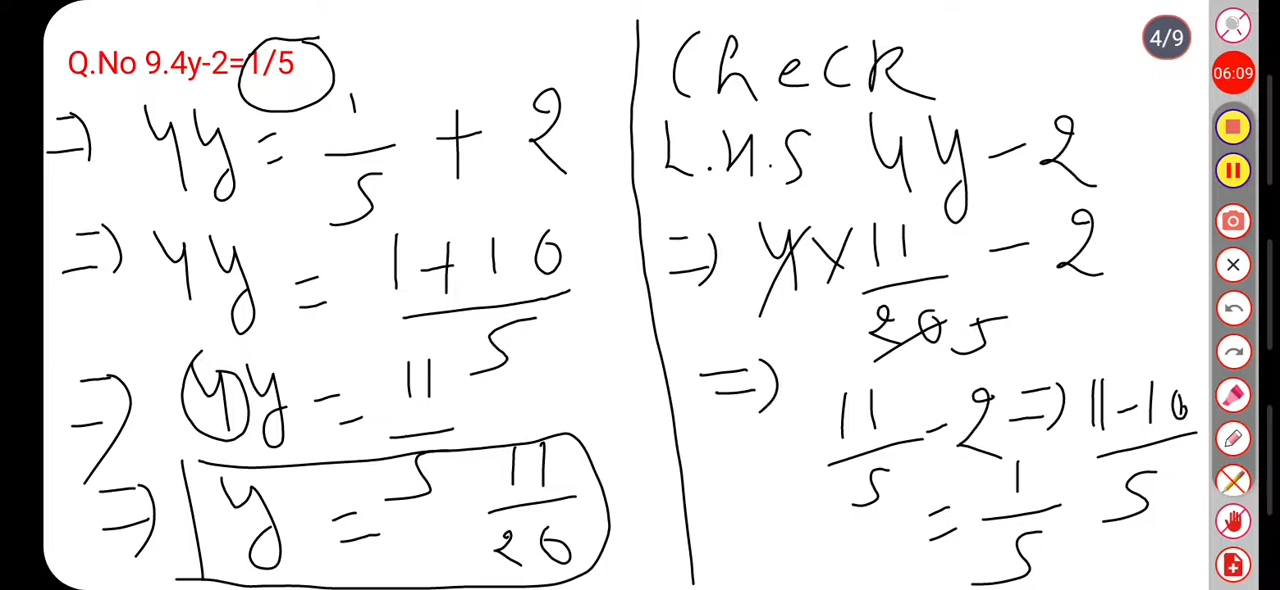 Q.No 9.4y-2=1/5
⇒ 4y = 1/5 + 2
⇒ 4y = 1+10/5
⇒ 4y = 11/5
⇒ y = 11/20
Check
L.H.S 4y - 2
⇒ 4 × 11/20 5 - 2
⇒ 11/5 - 2 ⇒ 11-10/5
= 1/5
4/9
06:09